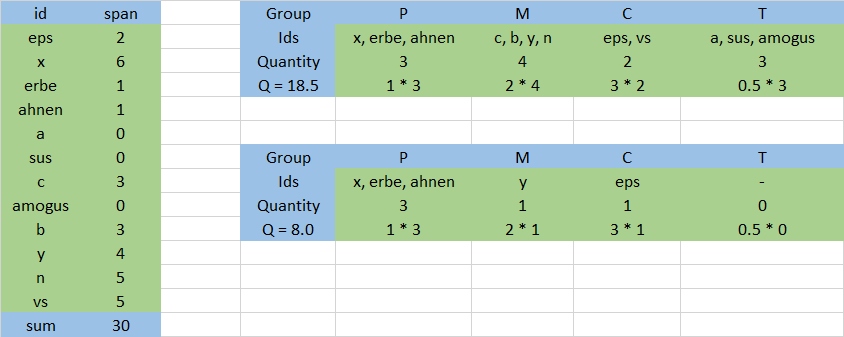 id span Group P M C T
eps 2 Ids x, erbe, ahnen c, b, y, n eps, vs a, sus, amogus
x 6 Quantity 3 4 2 3
erbe 1 Q = 18.5 1 * 3 2 * 4 3 * 2 0.5 * 3
ahnen 1
a 0
sus 0 Group P M C T
c 3 Ids x, erbe, ahnen y eps -
amogus 0 Quantity 3 1 1 0
b 3 Q = 8.0 1 * 3 2 * 1 3 * 1 0.5 * 0
y 4
n 5
vs 5
sum 30